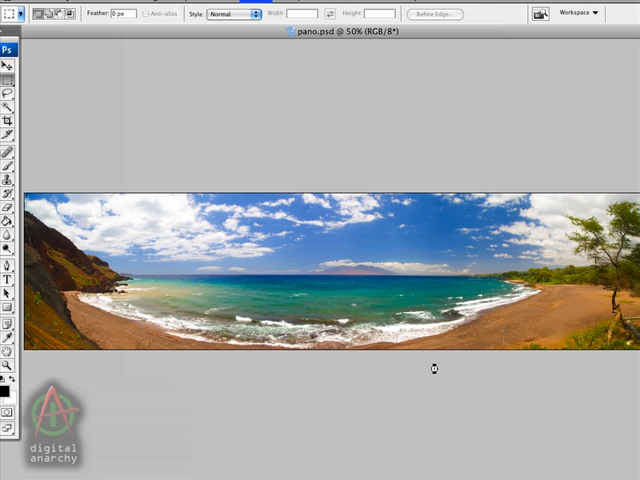 Feather: 0 px
Anti-alias
Style: Normal
Width:
Height:
Refine Edge...
Workspace
pano.psd @ 50% (RGB/8*)
Ps
T
digital
anarchy